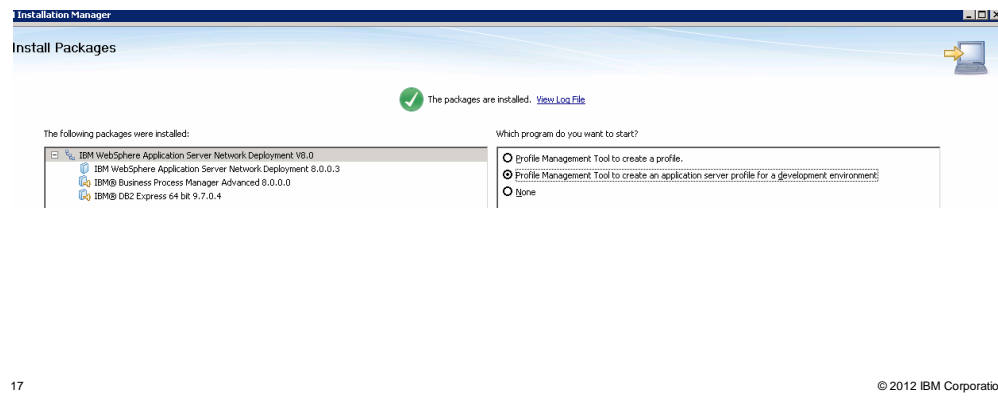 Installation Manager
Install Packages
The packages are installed. View Log File
The following packages were installed:
IBM WebSphere Application Server Network Deployment V8.0
IBM WebSphere Application Server Network Deployment 8.0.0.3
IBM® Business Process Manager Advanced 8.0.0.0
IBM® DB2 Express 64 bit 9.7.0.4
Which program do you want to start?
Profile Management Tool to create a profile.
Profile Management Tool to create an application server profile for a development environment
None
17
© 2012 IBM Corporatio